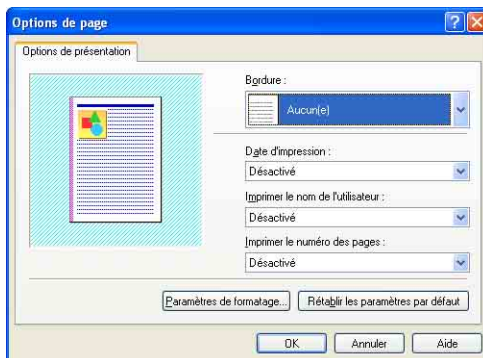 Options de page
Options de présentation
Bordure :
Aucun(e)
Date d'impression :
Désactivé
Imprimer le nom de l'utilisateur :
Désactivé
Imprimer le numéro des pages :
Désactivé
Paramètres de formatage... Rétablir les paramètres par défaut
OK Annuler Aide